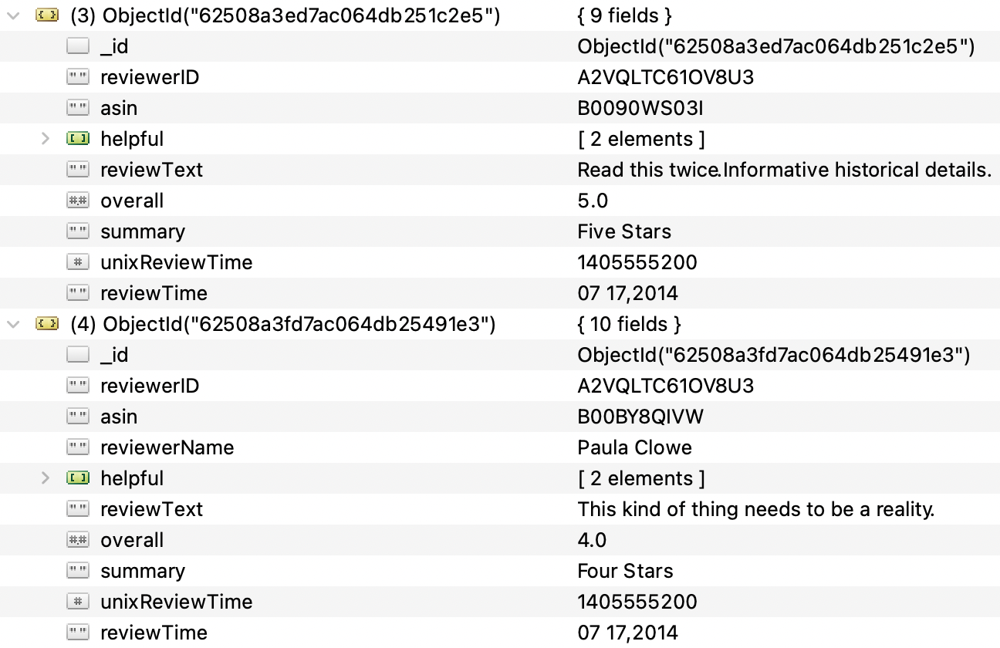 (3) ObjectId("62508a3ed7ac064db251c2e5") { 9 fields }
_id ObjectId("62508a3ed7ac064db251c2e5")
reviewerID A2VQLTC61OV8U3
asin B0090WS03I
helpful [ 2 elements ]
reviewText Read this twice.Informative historical details.
overall 5.0
summary Five Stars
unixReviewTime 1405555200
reviewTime 07 17,2014
(4) ObjectId("62508a3fd7ac064db25491e3") { 10 fields }
_id ObjectId("62508a3fd7ac064db25491e3")
reviewerID A2VQLTC61OV8U3
asin B00BY8QIVW
reviewerName Paula Clowe
helpful [ 2 elements ]
reviewText This kind of thing needs to be a reality.
overall 4.0
summary Four Stars
unixReviewTime 1405555200
reviewTime 07 17,2014